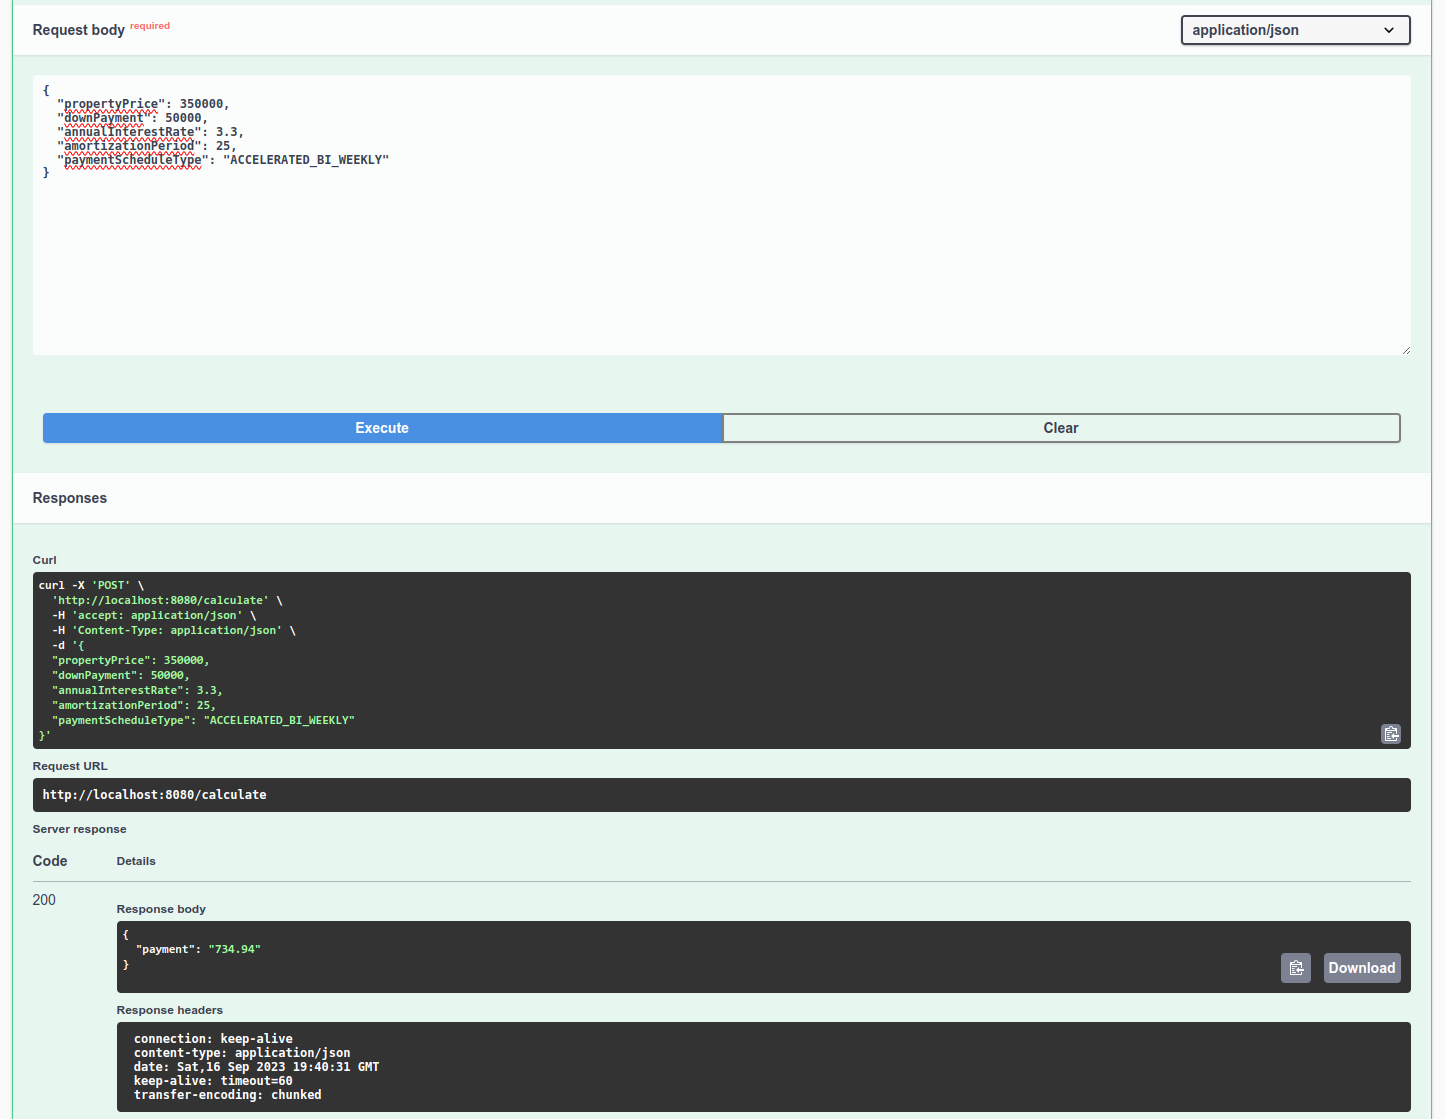 Request body required
application/json
{
  "propertyPrice": 350000,
  "downPayment": 50000,
  "annualInterestRate": 3.3,
  "amortizationPeriod": 25,
  "paymentScheduleType": "ACCELERATED_BI_WEEKLY"
}
Execute
Clear
Responses
Curl
curl -X 'POST' \
  'http://localhost:8080/calculate' \
  -H 'accept: application/json' \
  -H 'Content-Type: application/json' \
  -d '{
  "propertyPrice": 350000,
  "downPayment": 50000,
  "annualInterestRate": 3.3,
  "amortizationPeriod": 25,
  "paymentScheduleType": "ACCELERATED_BI_WEEKLY"
}'
Request URL
http://localhost:8080/calculate
Server response
Code Details
200
Response body
{
  "payment": "734.94"
}
Download
Response headers
connection: keep-alive
content-type: application/json
date: Sat,16 Sep 2023 19:40:31 GMT
keep-alive: timeout=60
transfer-encoding: chunked